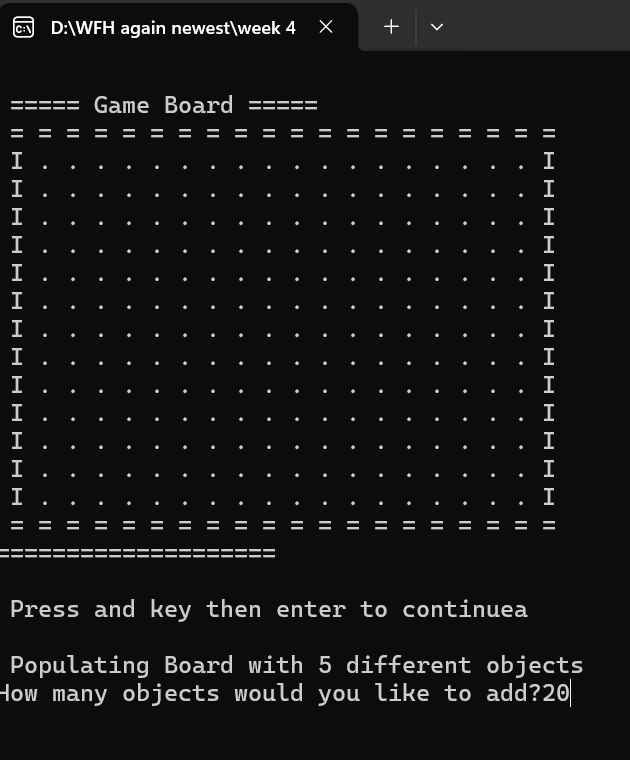 D:\WFH again newest\week 4
===== Game Board =====
= = = = = = = = = = = = = = = = = = = =
I . . . . . . . . . . . . . . . . . . I
I . . . . . . . . . . . . . . . . . . I
I . . . . . . . . . . . . . . . . . . I
I . . . . . . . . . . . . . . . . . . I
I . . . . . . . . . . . . . . . . . . I
I . . . . . . . . . . . . . . . . . . I
I . . . . . . . . . . . . . . . . . . I
I . . . . . . . . . . . . . . . . . . I
I . . . . . . . . . . . . . . . . . . I
I . . . . . . . . . . . . . . . . . . I
I . . . . . . . . . . . . . . . . . . I
I . . . . . . . . . . . . . . . . . . I
I . . . . . . . . . . . . . . . . . . I
= = = = = = = = = = = = = = = = = = = =
====================
Press and key then enter to continuea
Populating Board with 5 different objects
How many objects would you like to add?20